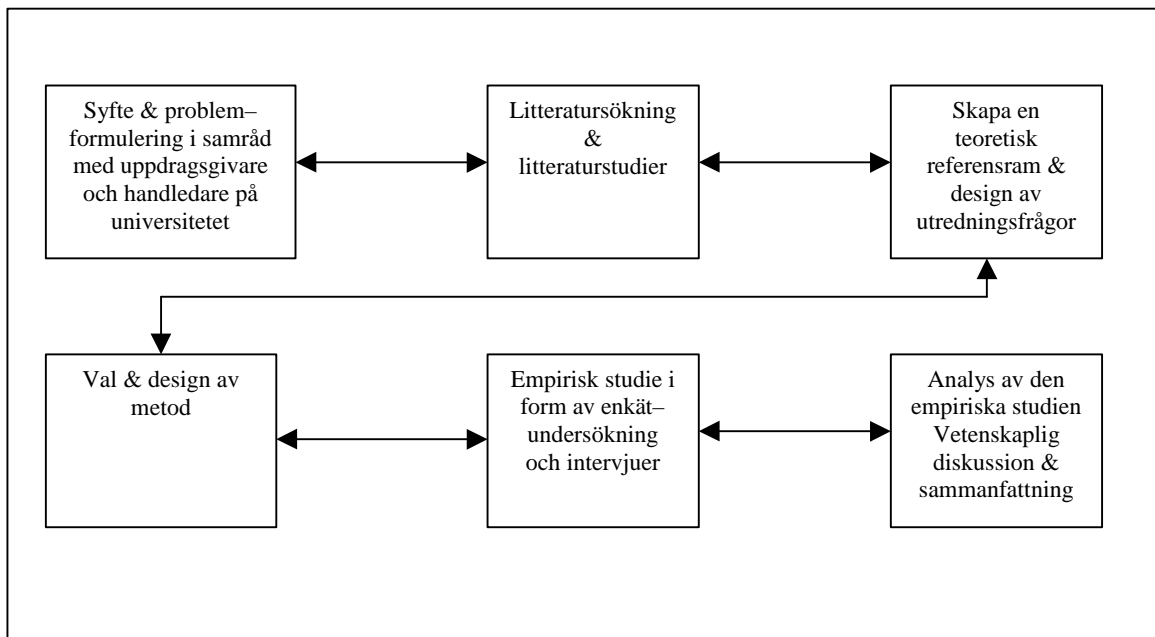 Syfte & problem–
formulering i samråd
med uppdragsgivare
och handledare på
universitetet
Litteratursökning
&
litteraturstudier
Skapa en
teoretisk
referensram &
design av
utredningsfrågor
Val & design av
metod
Empirisk studie i
form av enkät–
undersökning
och intervjuer
Analys av den
empiriska studien
Vetenskaplig
diskussion &
sammanfattning